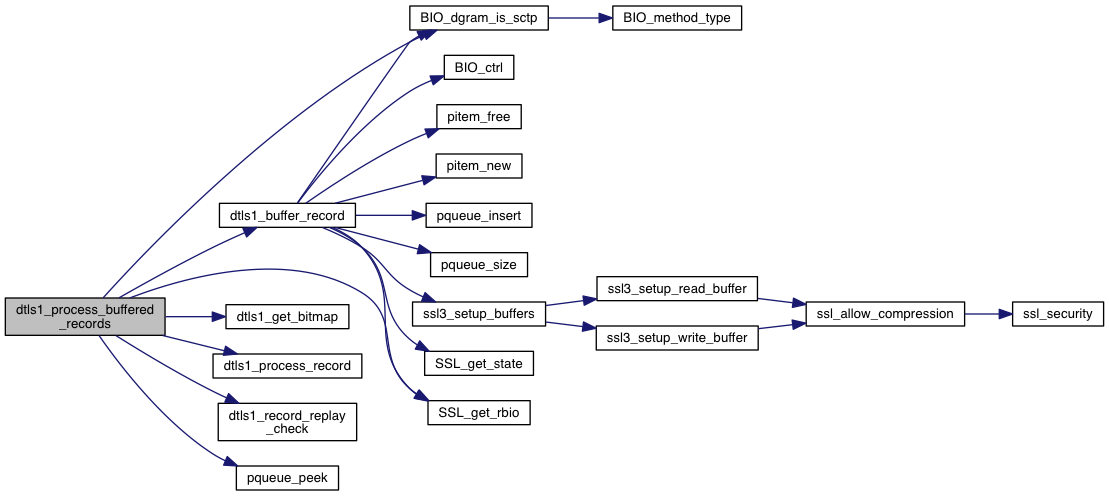 BIO_dgram_is_sctp
BIO_method_type
BIO_ctrl
pitem_free
pitem_new
dtls1_buffer_record
pqueue_insert
pqueue_size
ssl3_setup_read_buffer
dtls1_process_buffered
_records
dtls1_get_bitmap
ssl3_setup_buffers
ssl_allow_compression
ssl_security
ssl3_setup_write_buffer
dtls1_process_record
SSL_get_state
dtls1_record_replay
_check
SSL_get_rbio
pqueue_peek